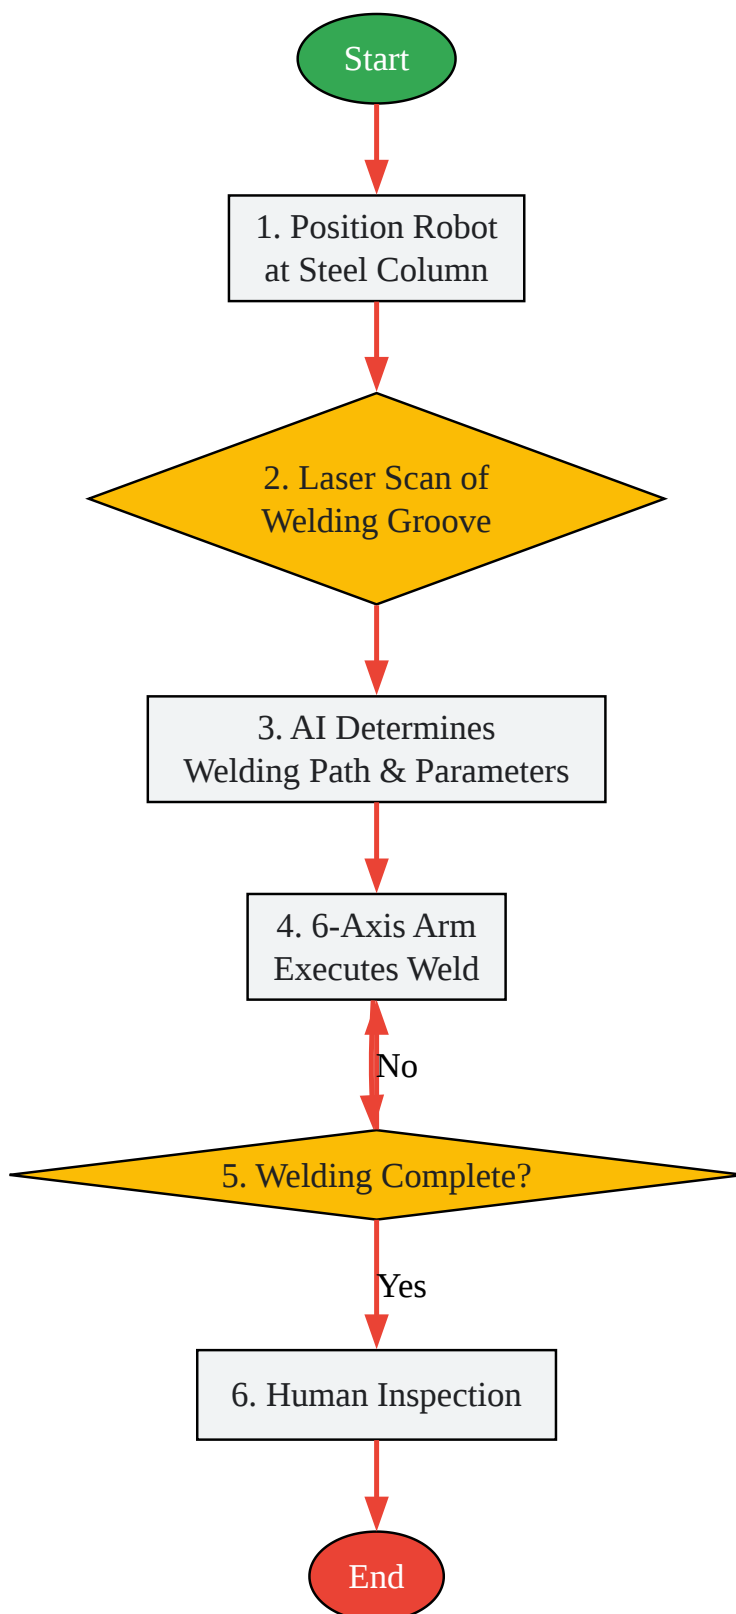 Start
1. Position Robot
at Steel Column
2. Laser Scan of
Welding Groove
3. AI Determines
Welding Path & Parameters
4. 6-Axis Arm
Executes Weld
No
5. Welding Complete?
Yes
6. Human Inspection
End